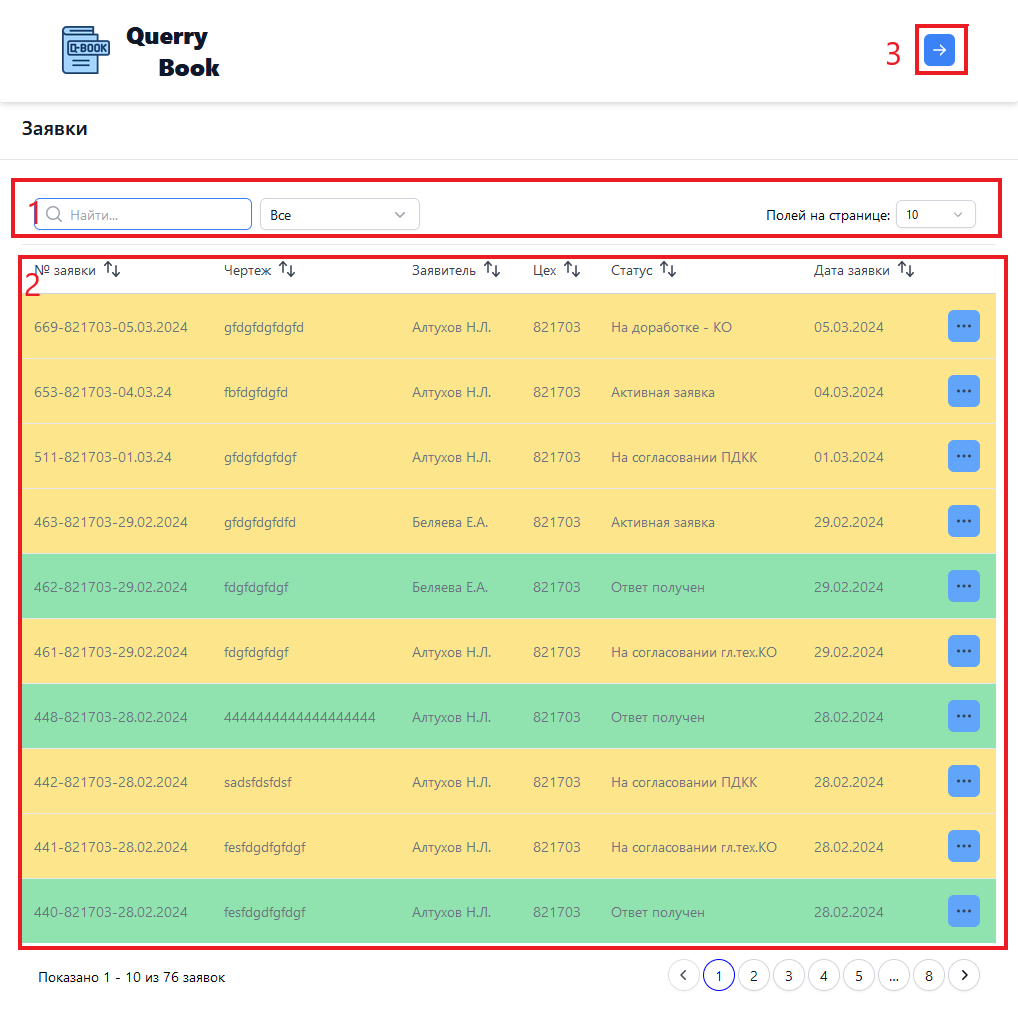 Q-BOOK
Querry
Book
3
Заявки
1
Найти...
Все
Полей на странице: 10
2
№ заявки Чертеж Заявитель Цех Статус Дата заявки
669-821703-05.03.2024 gfdgfdgfdgfd Алтухов Н.Л. 821703 На доработке - КО 05.03.2024
653-821703-04.03.24 fbfdgfdgfd Алтухов Н.Л. 821703 Активная заявка 04.03.2024
511-821703-01.03.24 gfdgfdgfdgf Алтухов Н.Л. 821703 На согласовании ПДКК 01.03.2024
463-821703-29.02.2024 gfdgfdgfdfd Беляева Е.А. 821703 Активная заявка 29.02.2024
462-821703-29.02.2024 fdgfdgfdgf Беляева Е.А. 821703 Ответ получен 29.02.2024
461-821703-29.02.2024 fdgfdgfdgf Алтухов Н.Л. 821703 На согласовании гл.тех.КО 29.02.2024
448-821703-28.02.2024 4444444444444444444 Алтухов Н.Л. 821703 Ответ получен 28.02.2024
442-821703-28.02.2024 sadsfdsfdsf Алтухов Н.Л. 821703 На согласовании ПДКК 28.02.2024
441-821703-28.02.2024 fesfdgdfgfdgf Алтухов Н.Л. 821703 На согласовании гл.тех.КО 28.02.2024
440-821703-28.02.2024 fesfdgdfgfdgf Алтухов Н.Л. 821703 Ответ получен 28.02.2024
Показано 1 - 10 из 76 заявок
1 2 3 4 5 ... 8